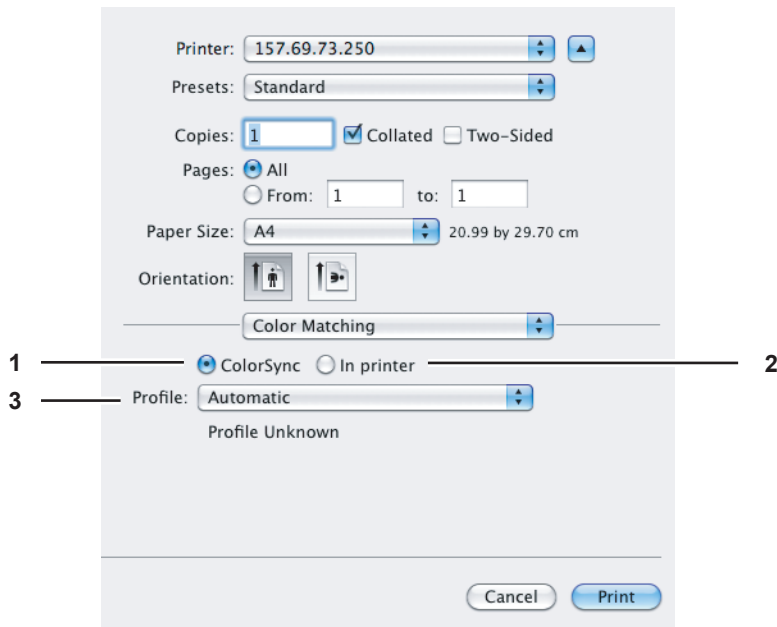 Printer: 157.69.73.250
Presets: Standard
Copies: 1 Collated Two-Sided
Pages: All
From: 1 to: 1
Paper Size: A4 20.99 by 29.70 cm
Orientation:
Color Matching
1 ColorSync In printer 2
3 Profile: Automatic
Profile Unknown
Cancel Print